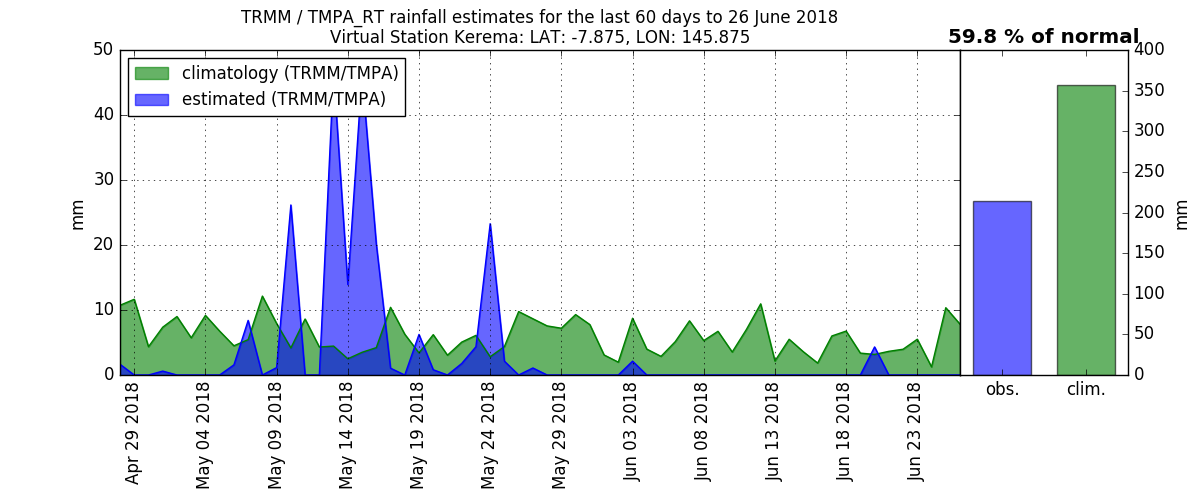 TRMM / TMPA_RT rainfall estimates for the last 60 days to 26 June 2018
Virtual Station Kerema: LAT: -7.875, LON: 145.875
59.8 % of normal
climatology (TRMM/TMPA)
estimated (TRMM/TMPA)
50
40
30
20
10
0
mm
Apr 29 2018
May 04 2018
May 09 2018
May 14 2018
May 19 2018
May 24 2018
May 29 2018
Jun 03 2018
Jun 08 2018
Jun 13 2018
Jun 18 2018
Jun 23 2018
400
350
300
250
200
150
100
50
0
mm
obs.
clim.